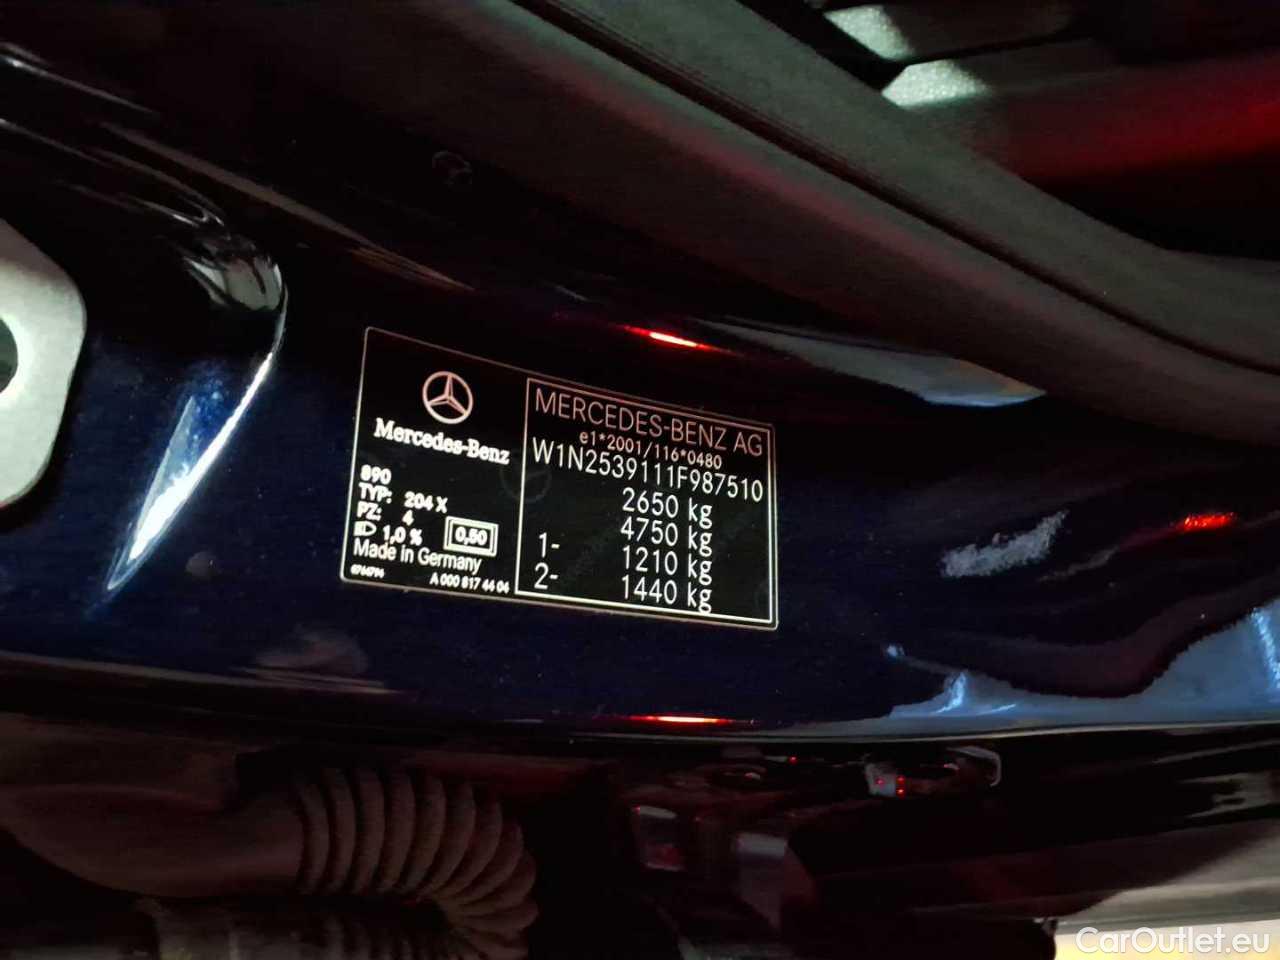 Mercedes-Benz
890
TYP: 204 X
PZ: 4
1,0 %
0,50
Made in Germany
A 000 817 44 04
MERCEDES-BENZ AG
e1*2001/116*0480
W1N2539111F987510
2650 kg
4750 kg
1- 1210 kg
2- 1440 kg
CarOutlet.eu